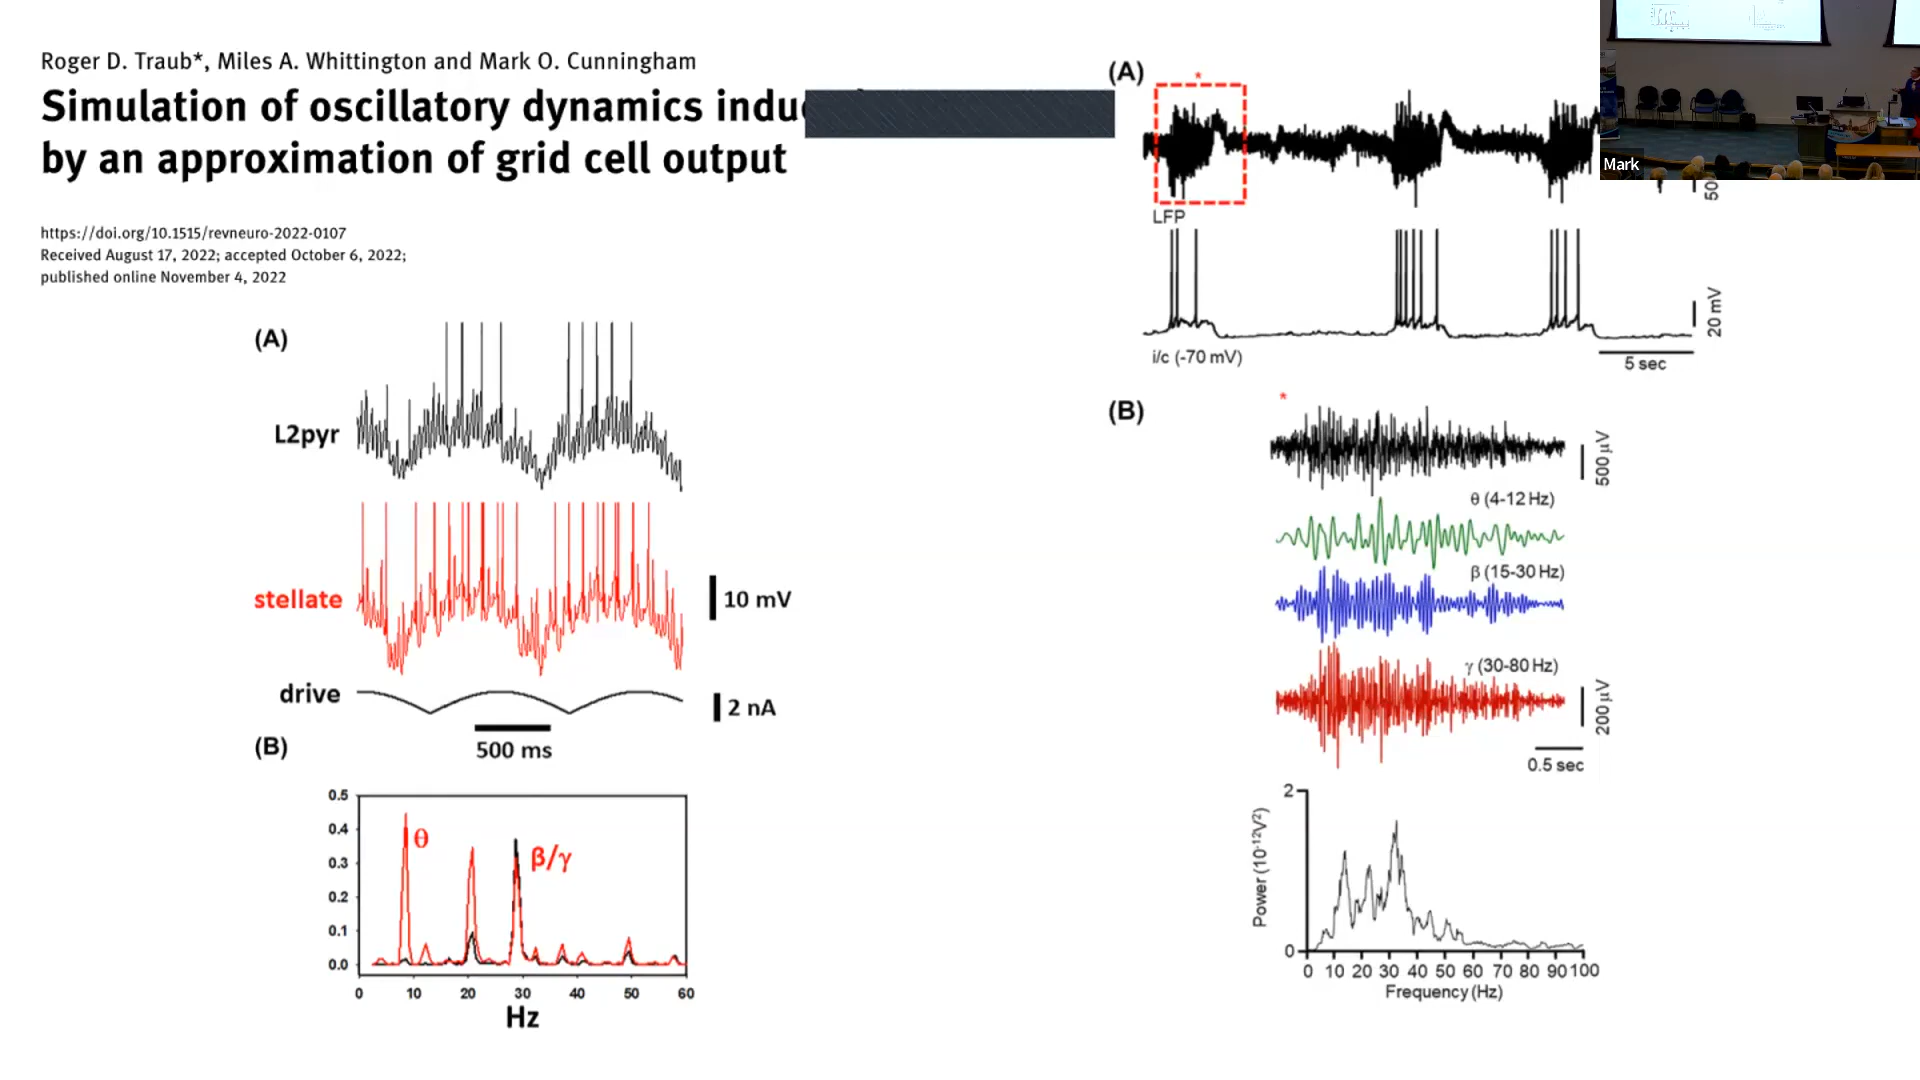 Roger D. Traub*, Miles A. Whittington and Mark O. Cunningham
Simulation of oscillatory dynamics
by an approximation of grid cell output
https://doi.org/10.1515/revneuro-2022-0107
Received August 17, 2022; accepted October 6, 2022;
published online November 4, 2022
(A)
L2pyr
stellate
10 mV
drive
2 nA
500 ms
(B)
0.5
0.4
0.3
0.2
0.1
0.0
θ
β/γ
0 10 20 30 40 50 60
Hz
(A)
*
LFP
50
20 mV
i/c (-70 mV)
5 sec
(B)
*
500 µV
θ (4-12 Hz)
β (15-30 Hz)
γ (30-80 Hz)
200 µV
0.5 sec
2
0
Power (10⁻¹²V²)
0 10 20 30 40 50 60 70 80 90 100
Frequency (Hz)
Mark